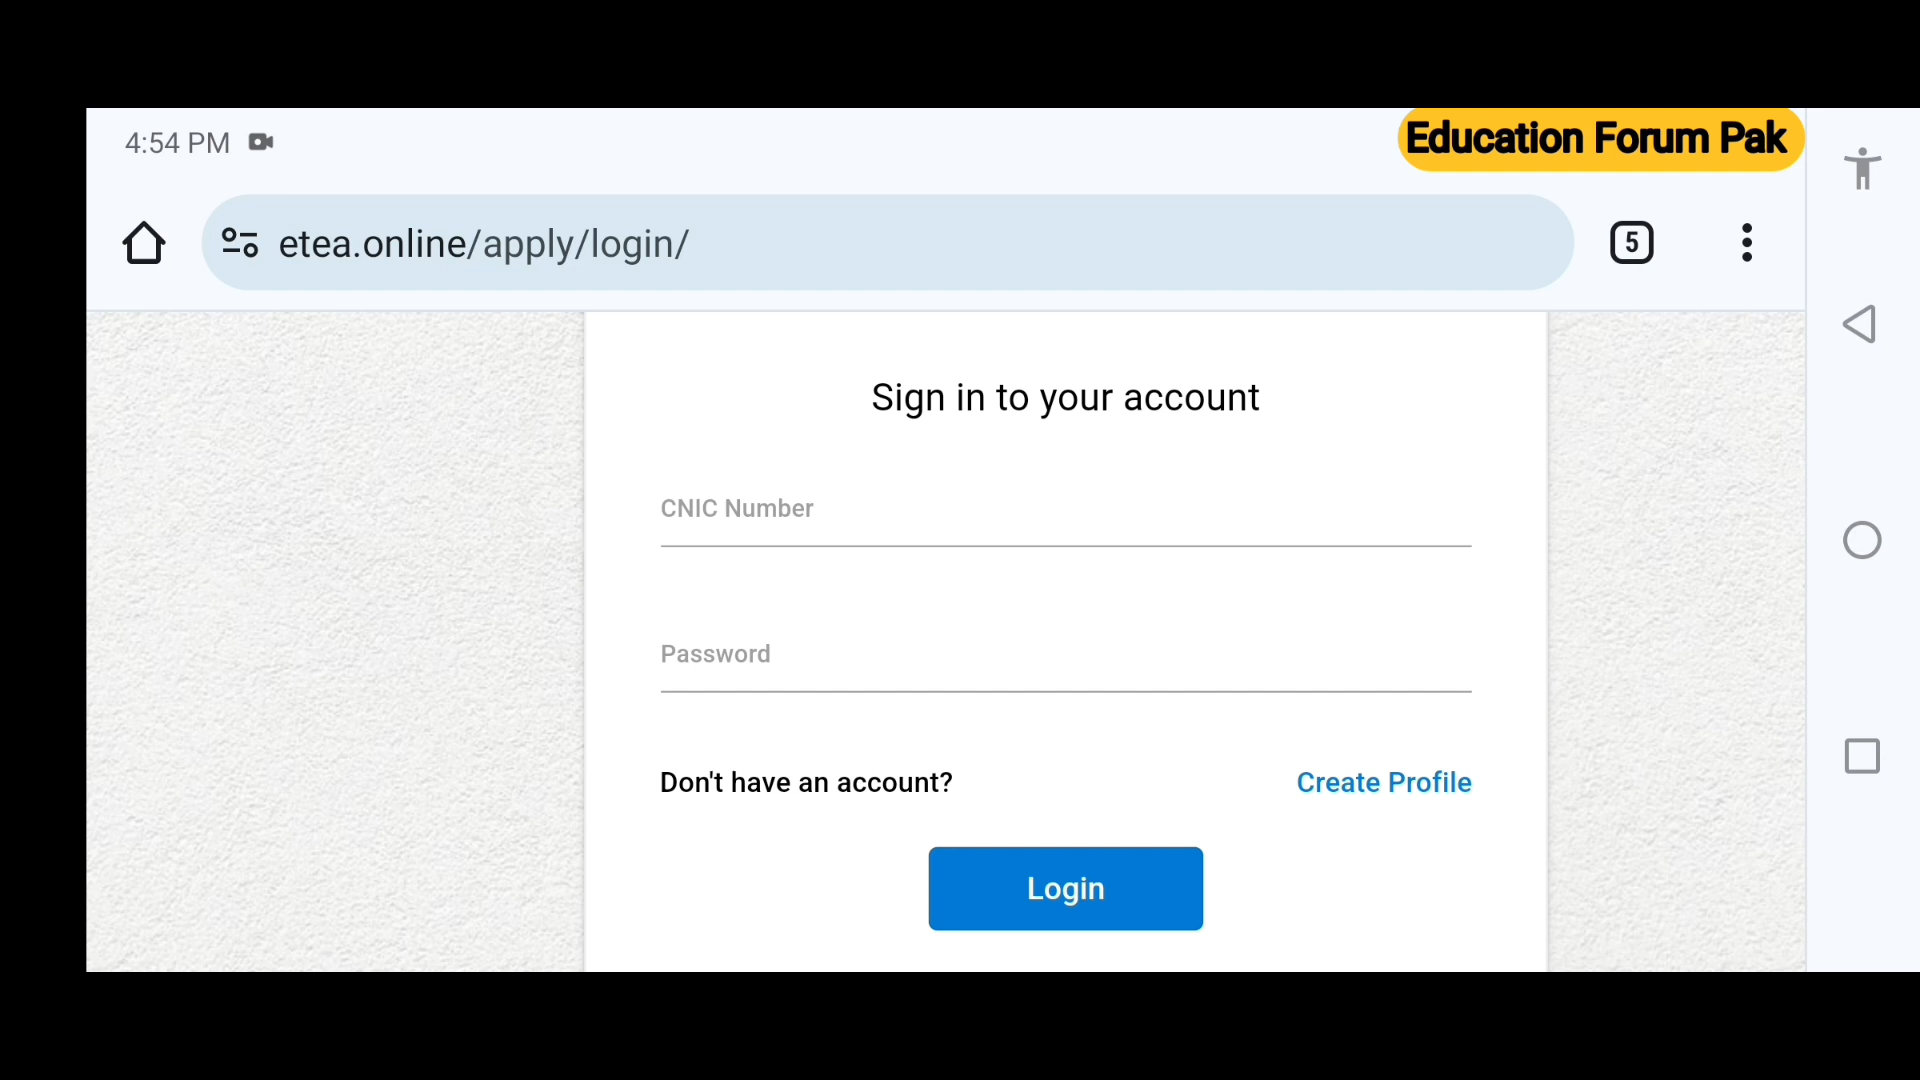 4:54 PM
Education Forum Pak
etea.online/apply/login/
5
Sign in to your account
CNIC Number
Password
Don't have an account?
Create Profile
Login